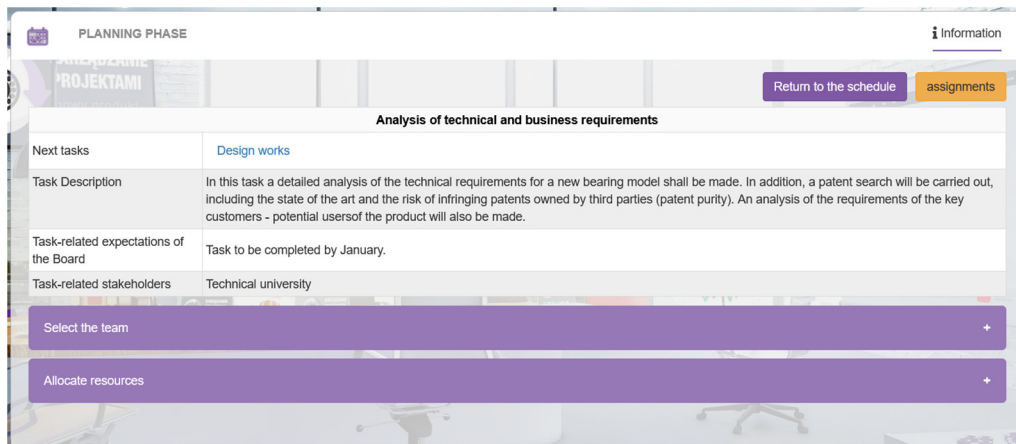 PLANNING PHASE
Information
ZARZĄDZANIE
PROJEKTAMI
Return to the schedule
assignments
Analysis of technical and business requirements
Next tasks
Design works
Task Description
In this task a detailed analysis of the technical requirements for a new bearing model shall be made. In addition, a patent search will be carried out,
including the state of the art and the risk of infringing patents owned by third parties (patent purity). An analysis of the requirements of the key
customers - potential usersof the product will also be made.
Task-related expectations of
the Board
Task to be completed by January.
Task-related stakeholders
Technical university
Select the team
+
Allocate resources
+